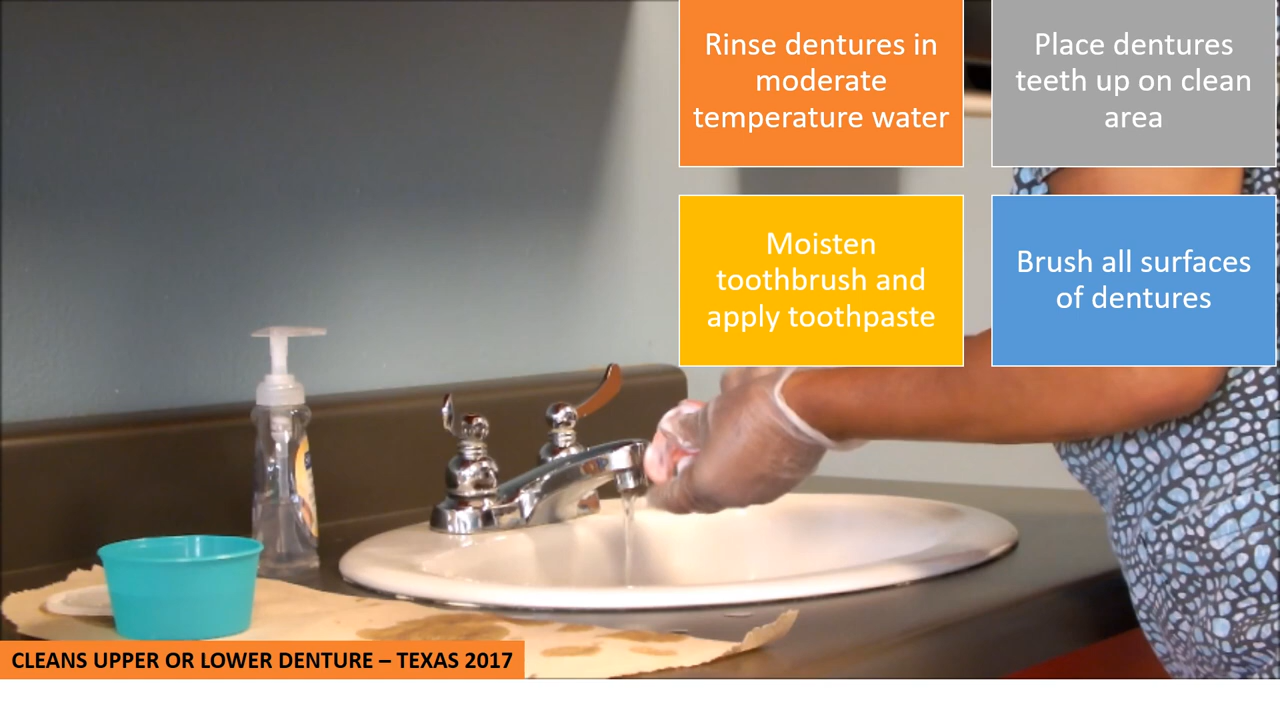 Rinse dentures in
moderate
temperature water
Place dentures
teeth up on clean
area
Moisten
toothbrush and
apply toothpaste
Brush all surfaces
of dentures
CLEANS UPPER OR LOWER DENTURE – TEXAS 2017